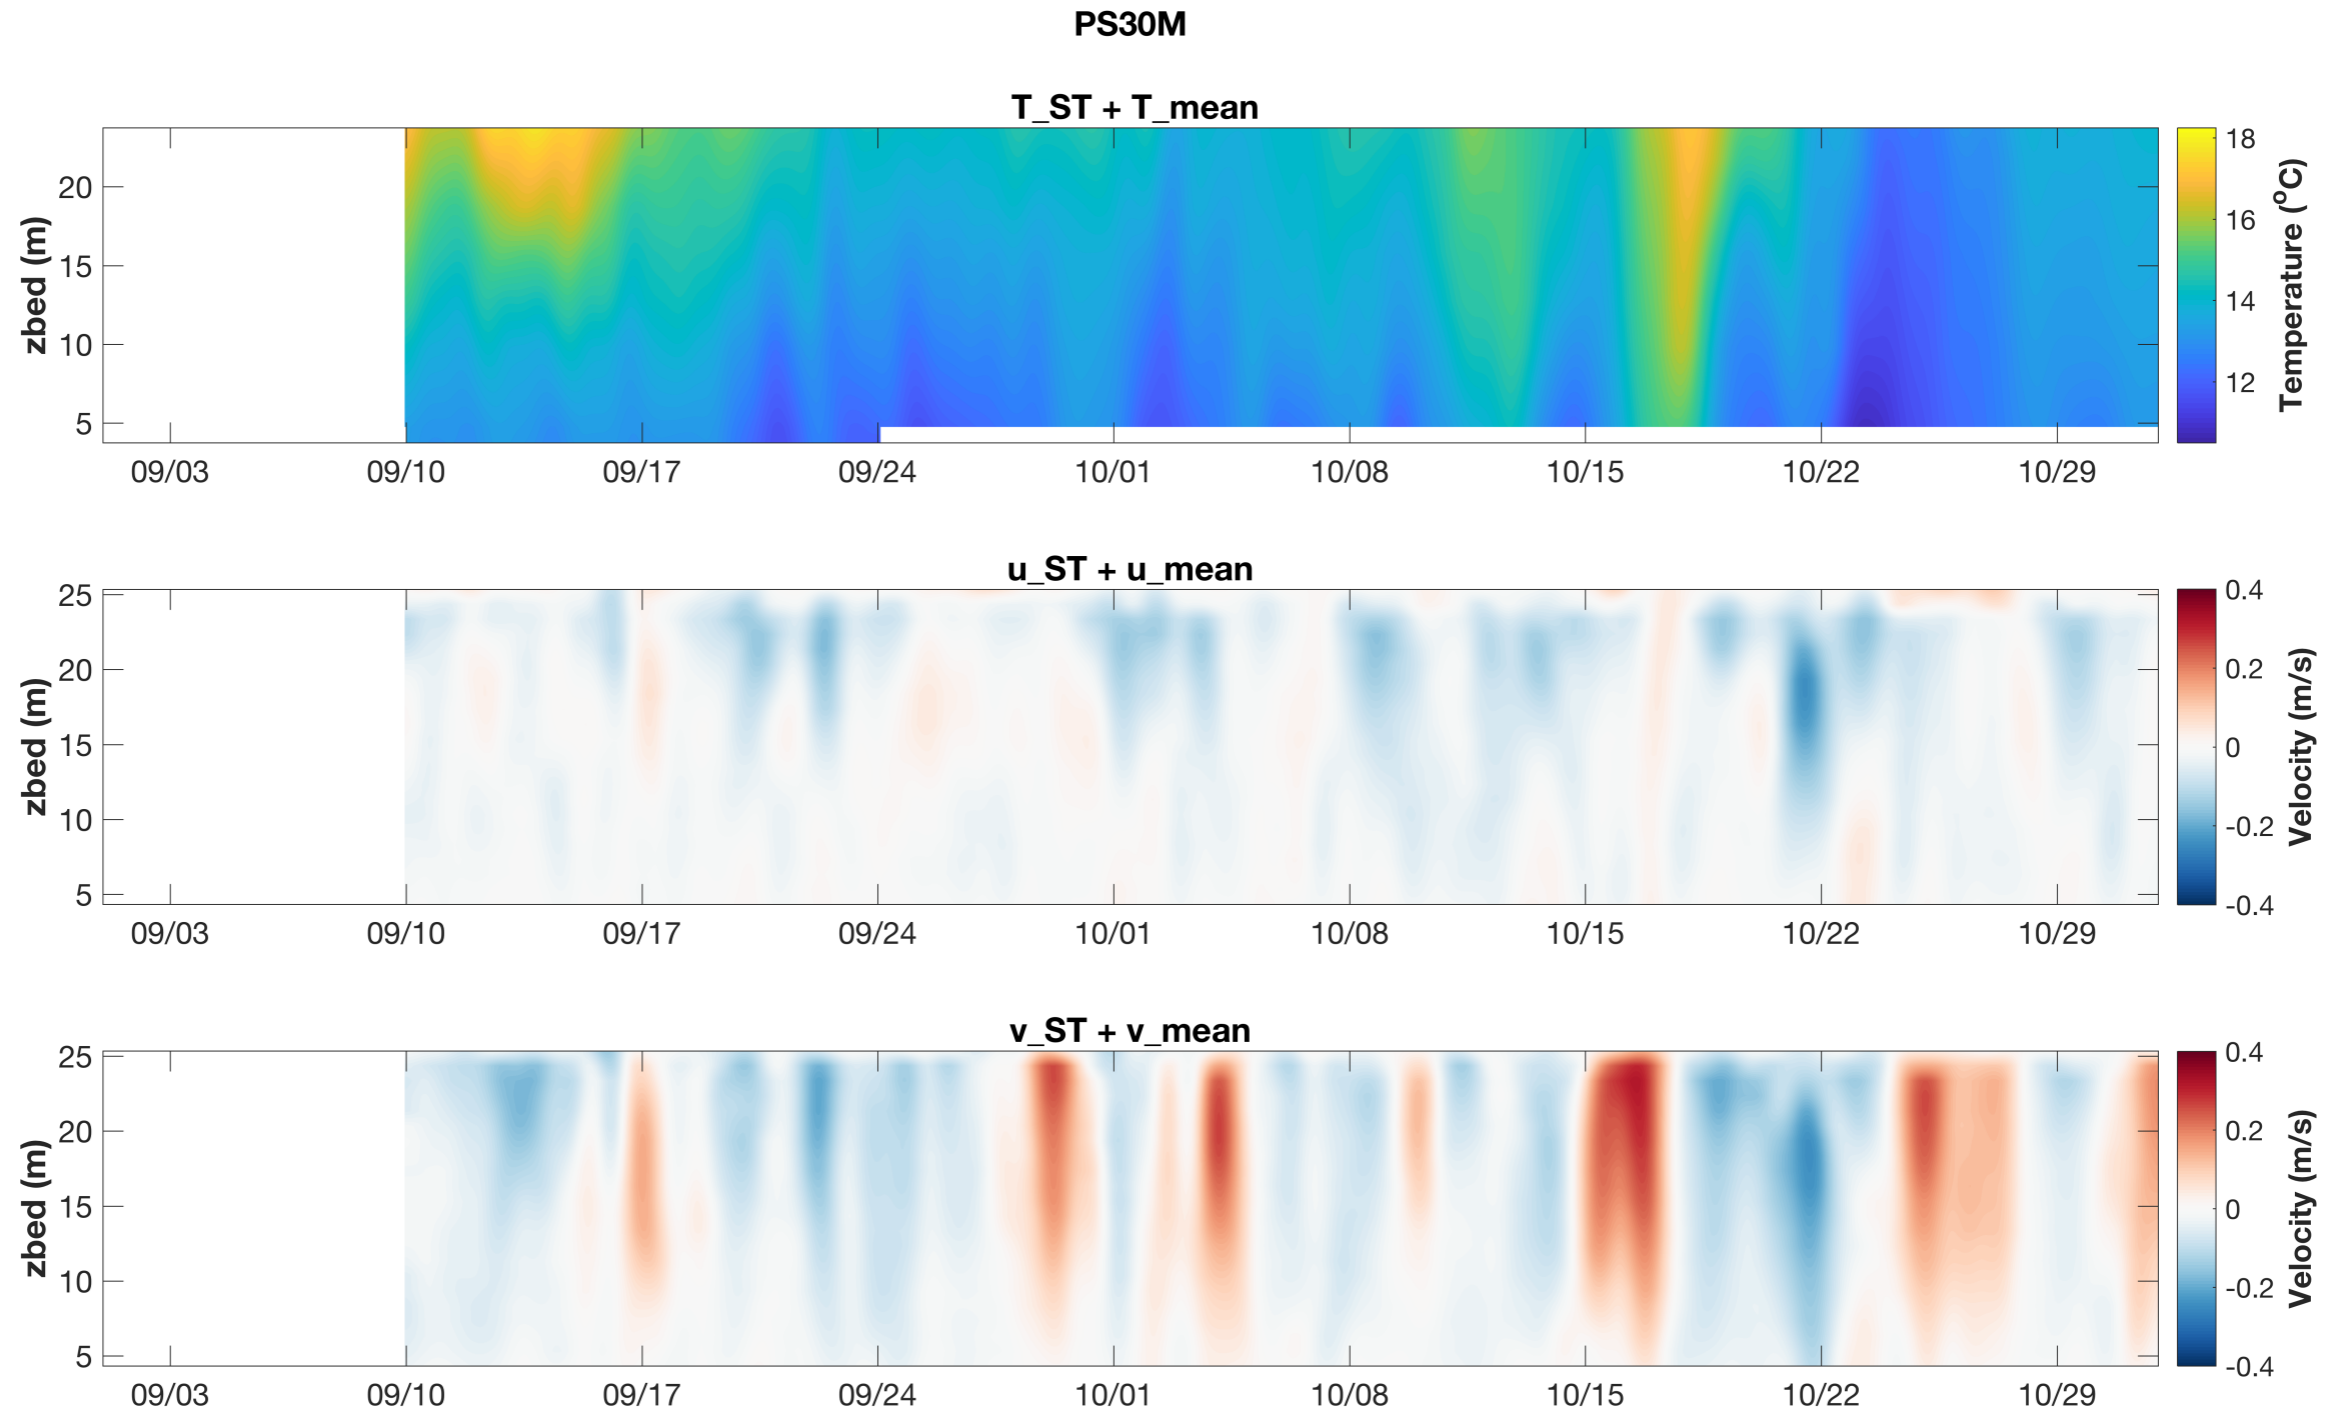 PS30M
T_ST + T_mean
zbed (m)
20
15
10
5
09/03 09/10 09/17 09/24 10/01 10/08 10/15 10/22 10/29
18
16
14
12
Temperature (°C)
u_ST + u_mean
zbed (m)
25
20
15
10
5
09/03 09/10 09/17 09/24 10/01 10/08 10/15 10/22 10/29
0.4
0.2
0
-0.2
-0.4
Velocity (m/s)
v_ST + v_mean
zbed (m)
25
20
15
10
5
09/03 09/10 09/17 09/24 10/01 10/08 10/15 10/22 10/29
0.4
0.2
0
-0.2
-0.4
Velocity (m/s)